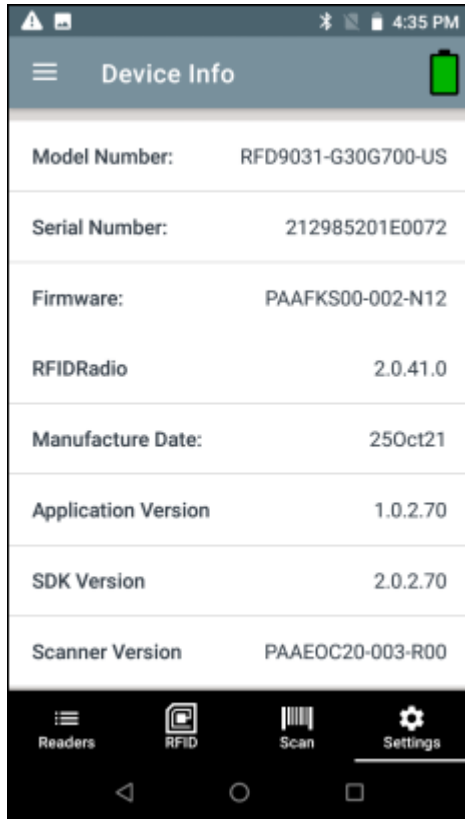 4:35 PM
Device Info
Model Number: RFD9031-G30G700-US
Serial Number: 212985201E0072
Firmware: PAAFKS00-002-N12
RFIDRadio 2.0.41.0
Manufacture Date: 25Oct21
Application Version 1.0.2.70
SDK Version 2.0.2.70
Scanner Version PAAEOC20-003-R00
Readers RFID Scan Settings